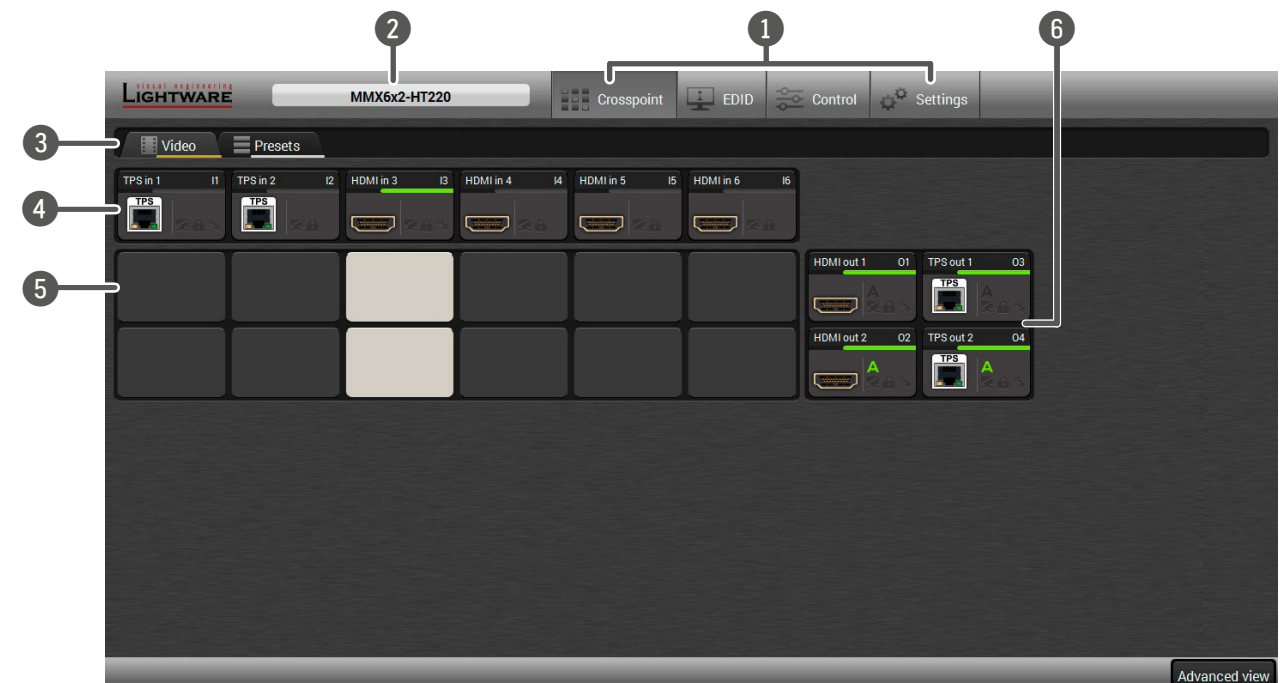 2
1
6
visual engineering
LIGHTWARE
MMX6x2-HT220
Crosspoint
EDID
Control
Settings
3
Video
Presets
4
TPS in 1 I1
TPS in 2 I2
HDMI in 3 I3
HDMI in 4 I4
HDMI in 5 I5
HDMI in 6 I6
TPS
TPS
5
HDMI out 1 O1
TPS out 1 O3
TPS
A
A
HDMI out 2 O2
TPS out 2 O4
TPS
A
A
Advanced view